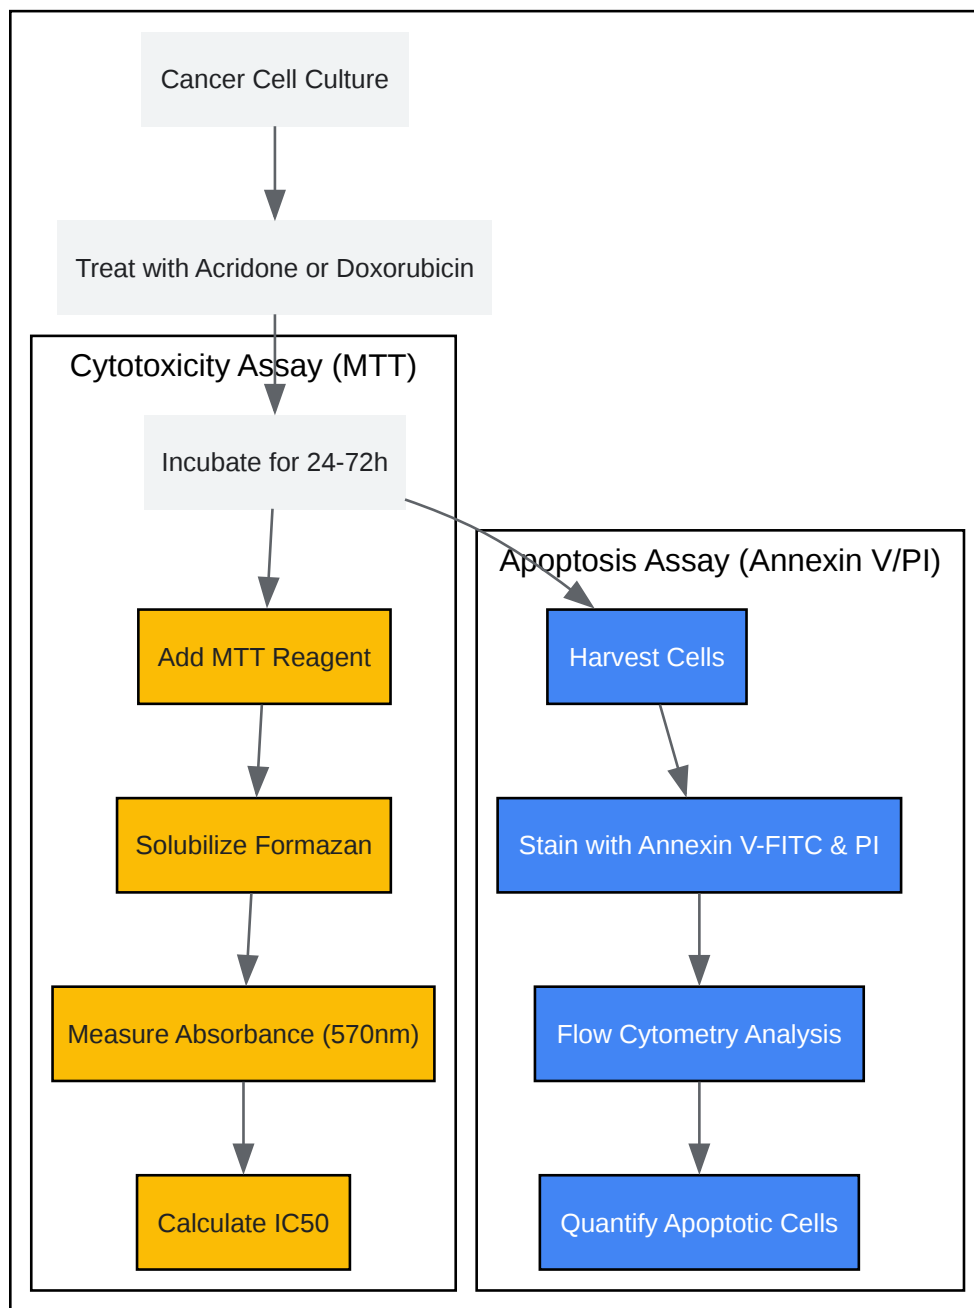 Cancer Cell Culture
Treat with Acridone or Doxorubicin
Cytotoxicity Assay (MTT)
Incubate for 24-72h
Add MTT Reagent
Solubilize Formazan
Measure Absorbance (570nm)
Calculate IC50
Apoptosis Assay (Annexin V/PI)
Harvest Cells
Stain with Annexin V-FITC & PI
Flow Cytometry Analysis
Quantify Apoptotic Cells